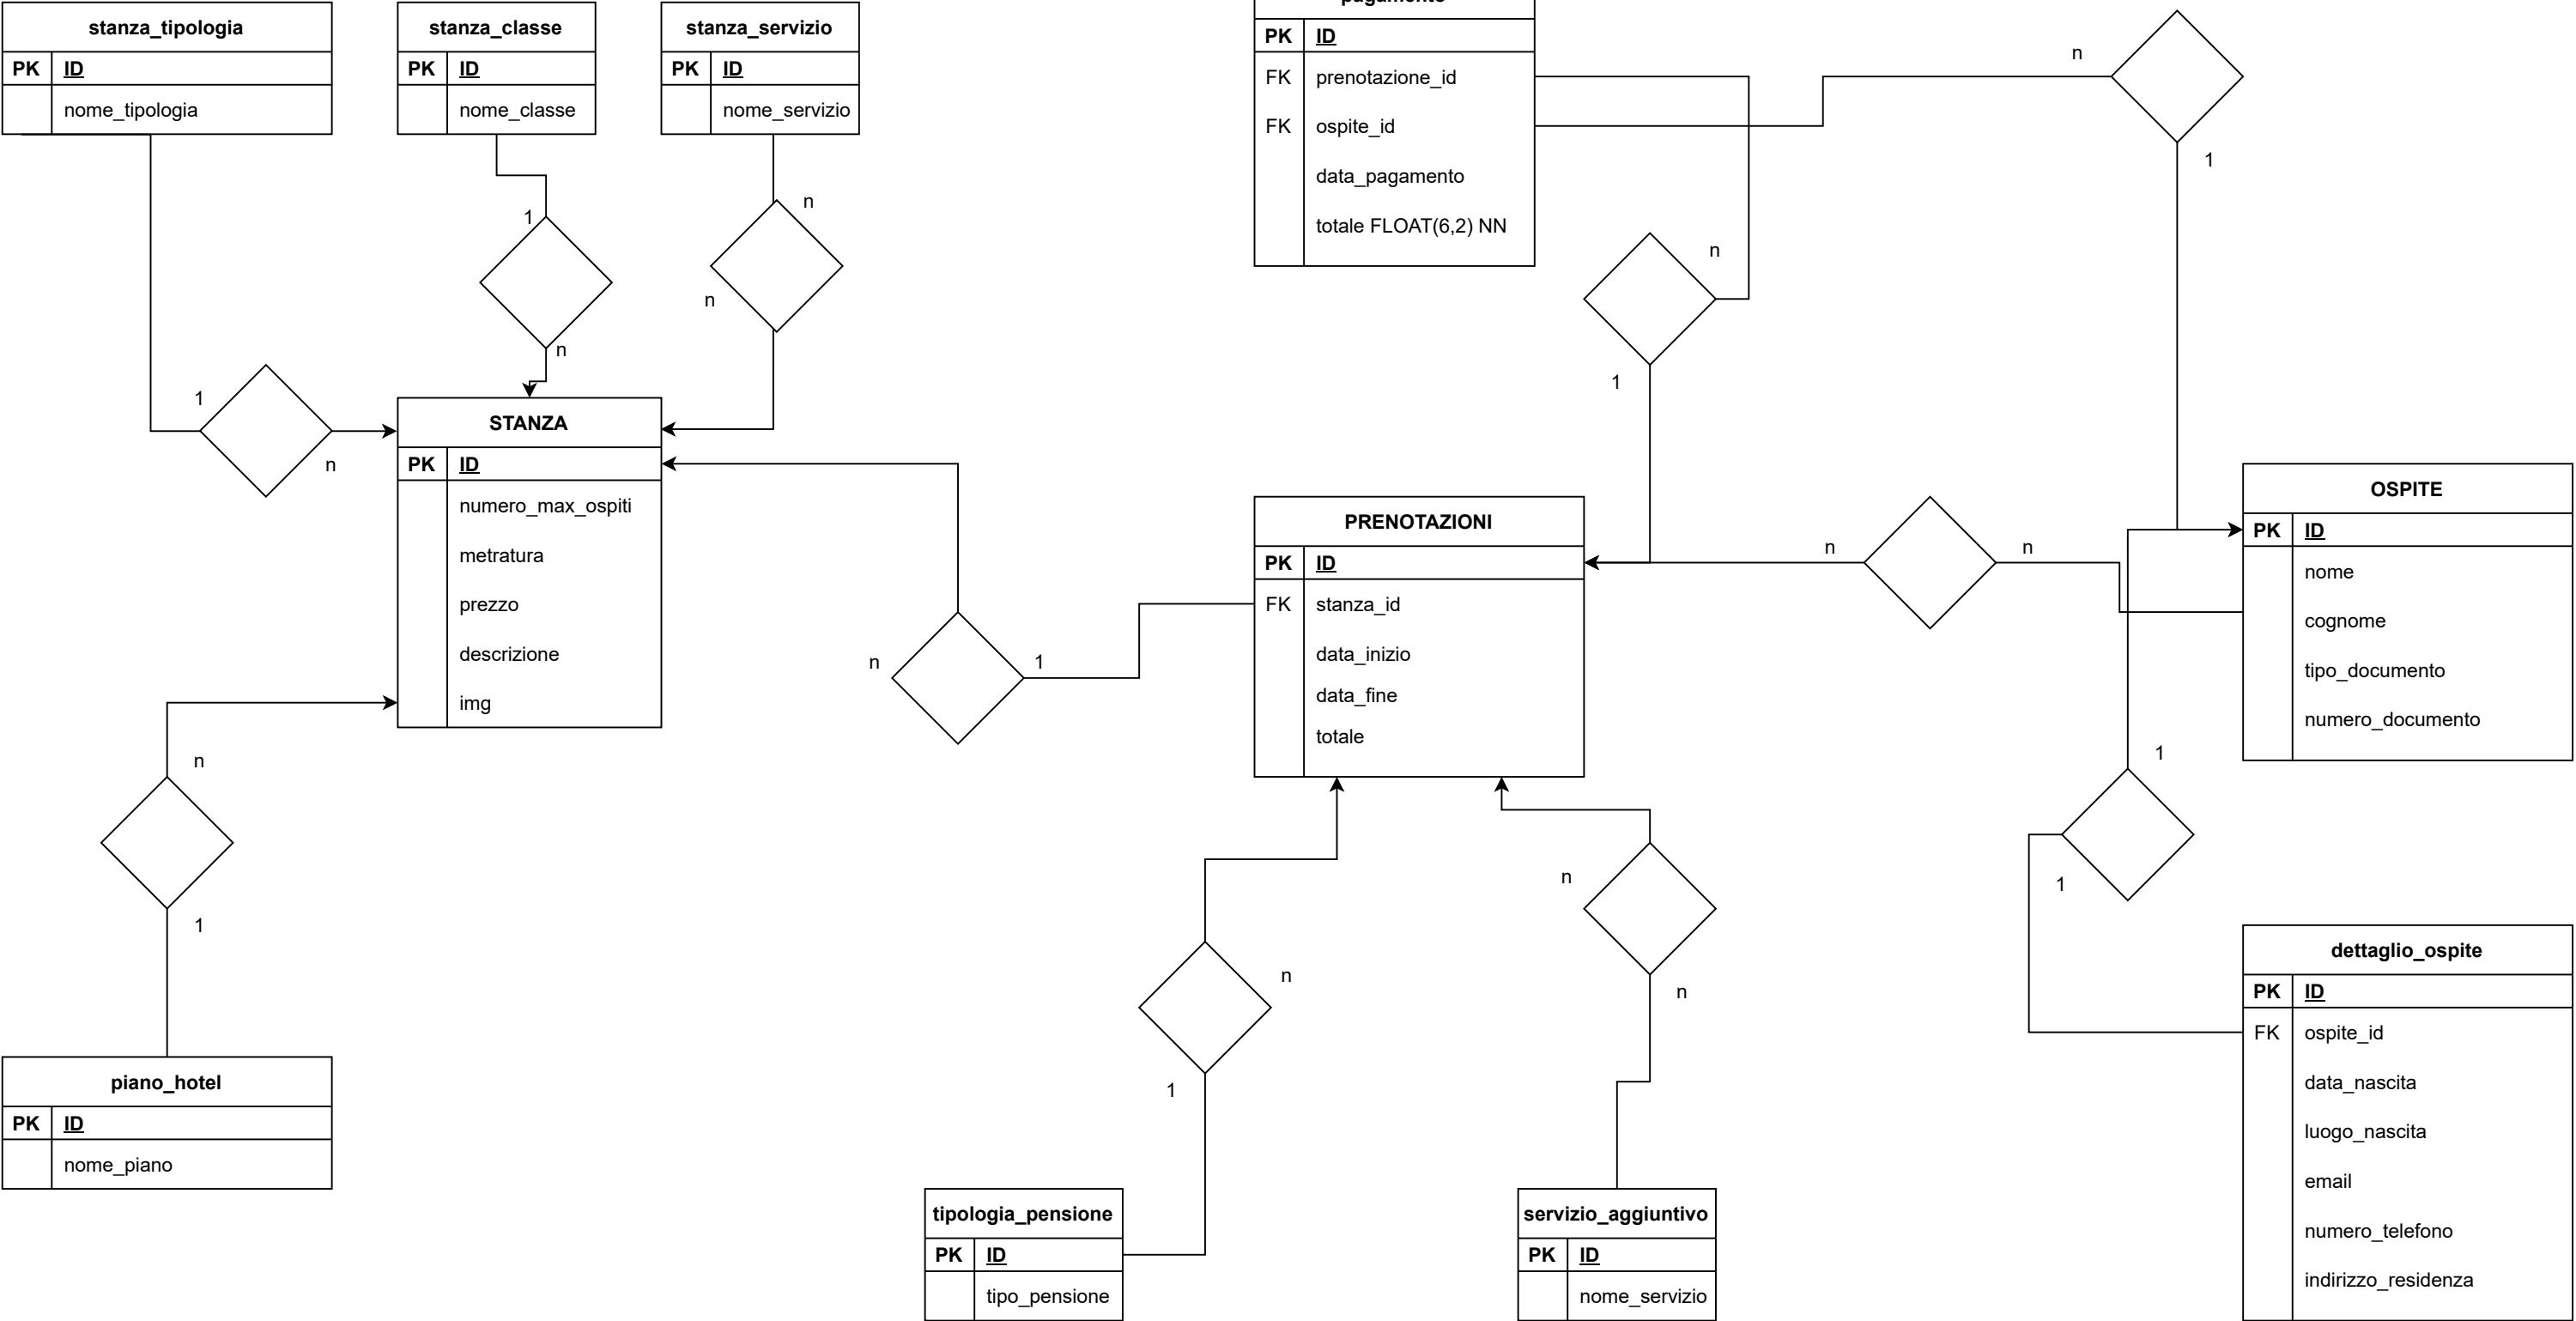 stanza_tipologia
PK ID
nome_tipologia
stanza_classe
PK ID
nome_classe
stanza_servizio
PK ID
nome_servizio
pagamento
PK ID
FK prenotazione_id
FK ospite_id
data_pagamento
totale FLOAT(6,2) NN
n
1
1
n
n
n
n
1
1
n
STANZA
PK ID
numero_max_ospiti
metratura
prezzo
descrizione
img
n
1
PRENOTAZIONI
PK ID
FK stanza_id
data_inizio
data_fine
totale
n
n
OSPITE
PK ID
nome
cognome
tipo_documento
numero_documento
n
1
n
1
n
n
1
1
piano_hotel
PK ID
nome_piano
tipologia_pensione
PK ID
tipo_pensione
servizio_aggiuntivo
PK ID
nome_servizio
dettaglio_ospite
PK ID
FK ospite_id
data_nascita
luogo_nascita
email
numero_telefono
indirizzo_residenza